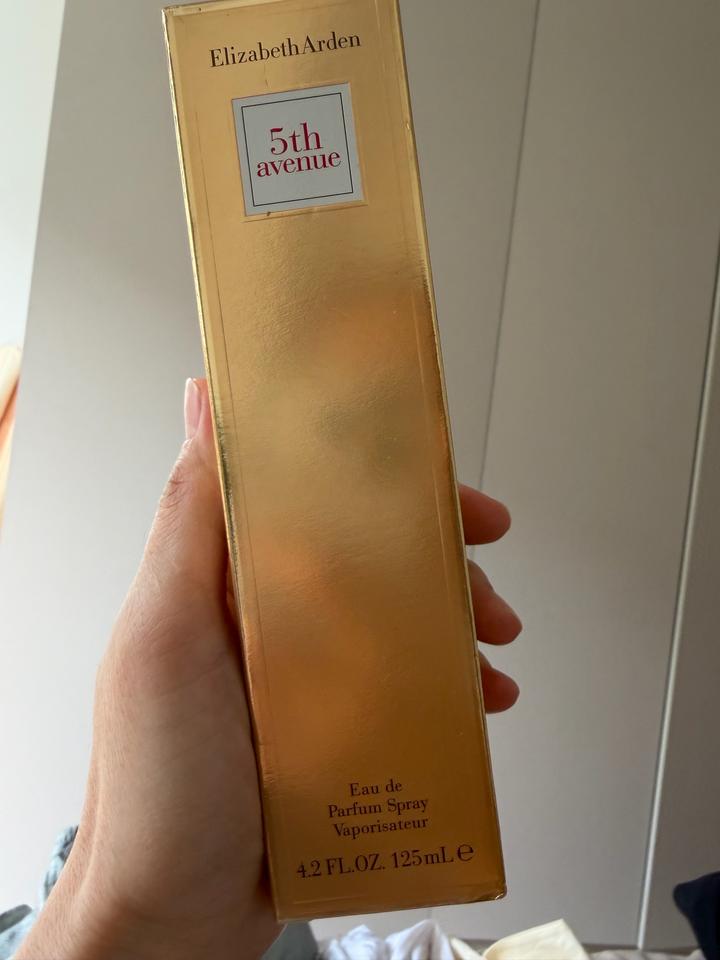 ElizabethArden
5th
avenue
Eau de
Parfum Spray
Vaporisateur
4.2 FL.OZ. 125mL℮